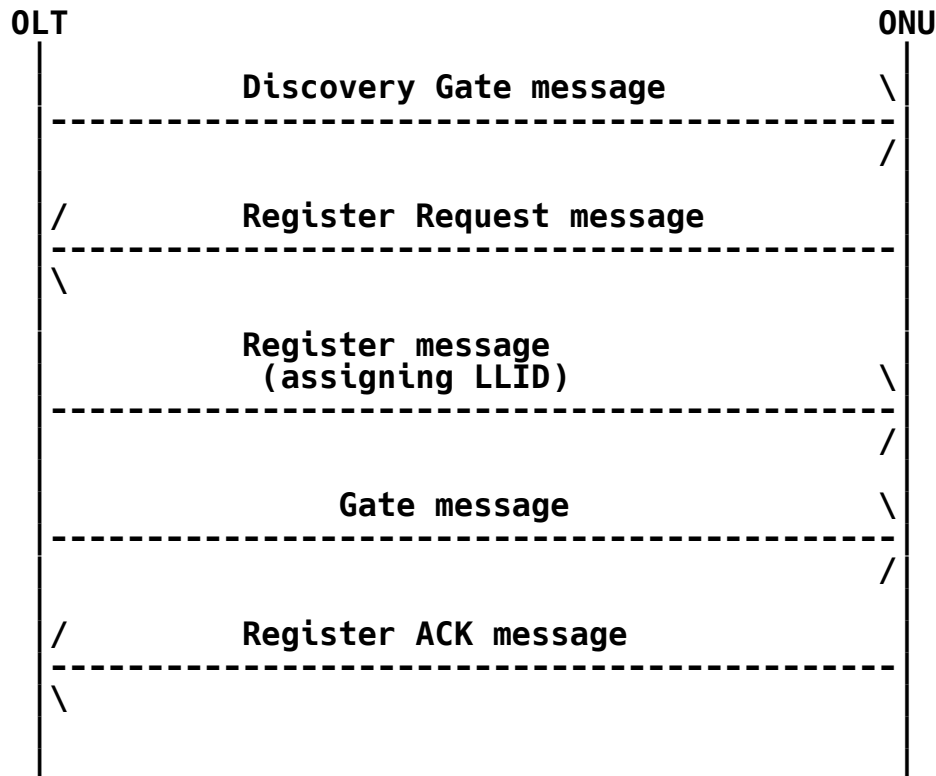 OLT ONU
Discovery Gate message
Register Request message
Register message
(assigning LLID)
Gate message
Register ACK message